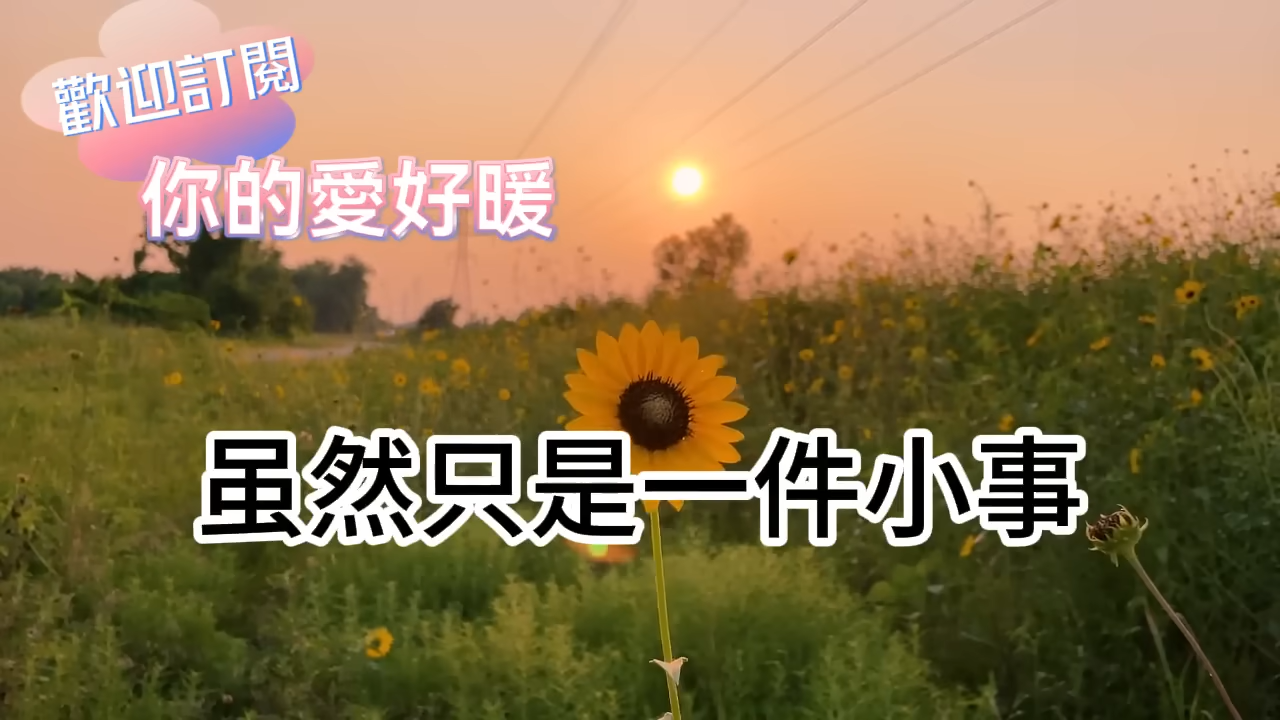 歡迎訂閱
你的愛好暖
虽然只是一件小事